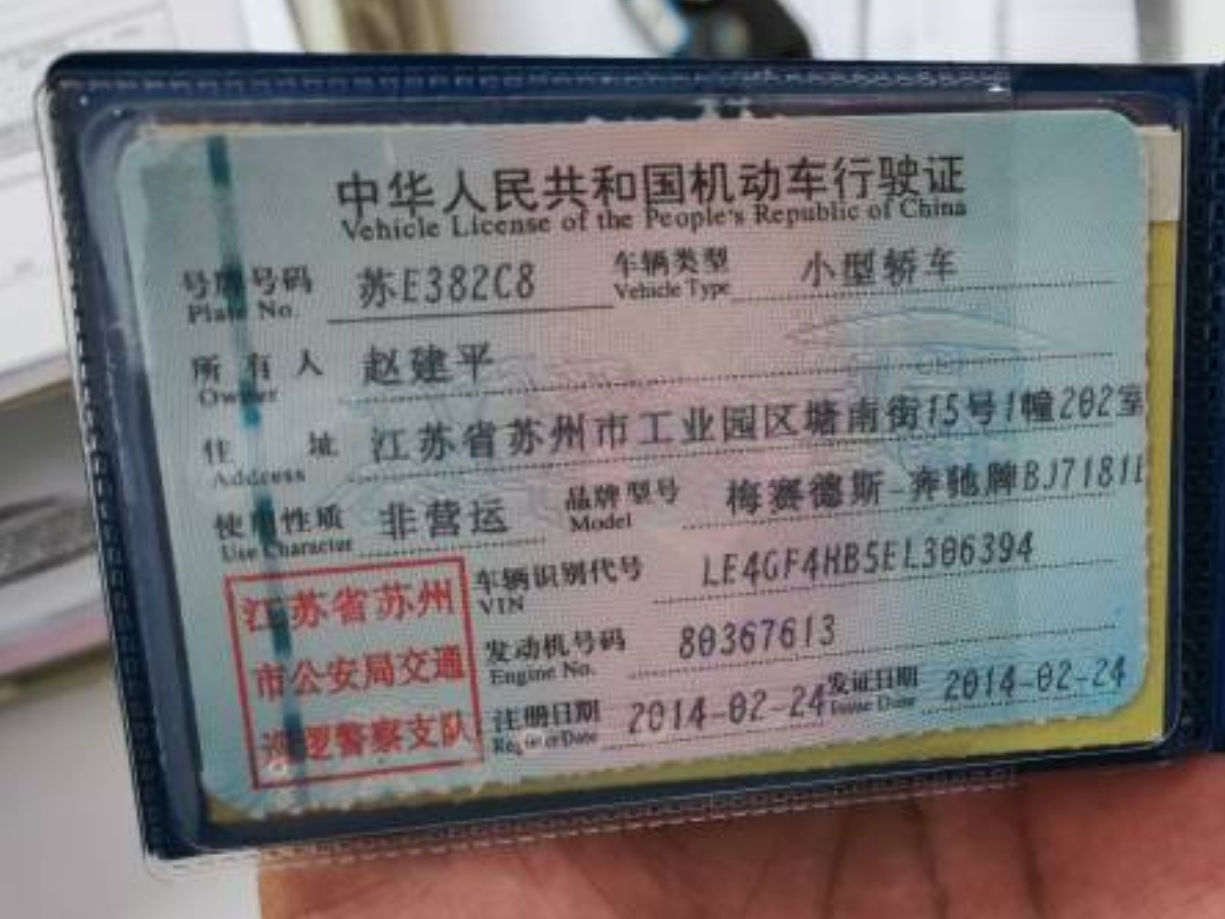 中华人民共和国机动车行驶证
Vehicle License of the People's Republic of China
号牌号码 苏E382C8 车辆类型 小型轿车
Plate No. Vehicle Type
所有人 赵建平
Owner
住址 江苏省苏州市工业园区塘南街15号1幢202室
Address
使用性质 非营运 品牌型号 梅赛德斯-奔驰牌BJ7181
Use Character Model
车辆识别代号 LE4GF4HB5EL306394
VIN
发动机号码 80367613
Engine No.
注册日期 2014-02-24 发证日期 2014-02-24
Register Date Issue Date
江苏省苏州
市公安局交通
巡逻警察支队